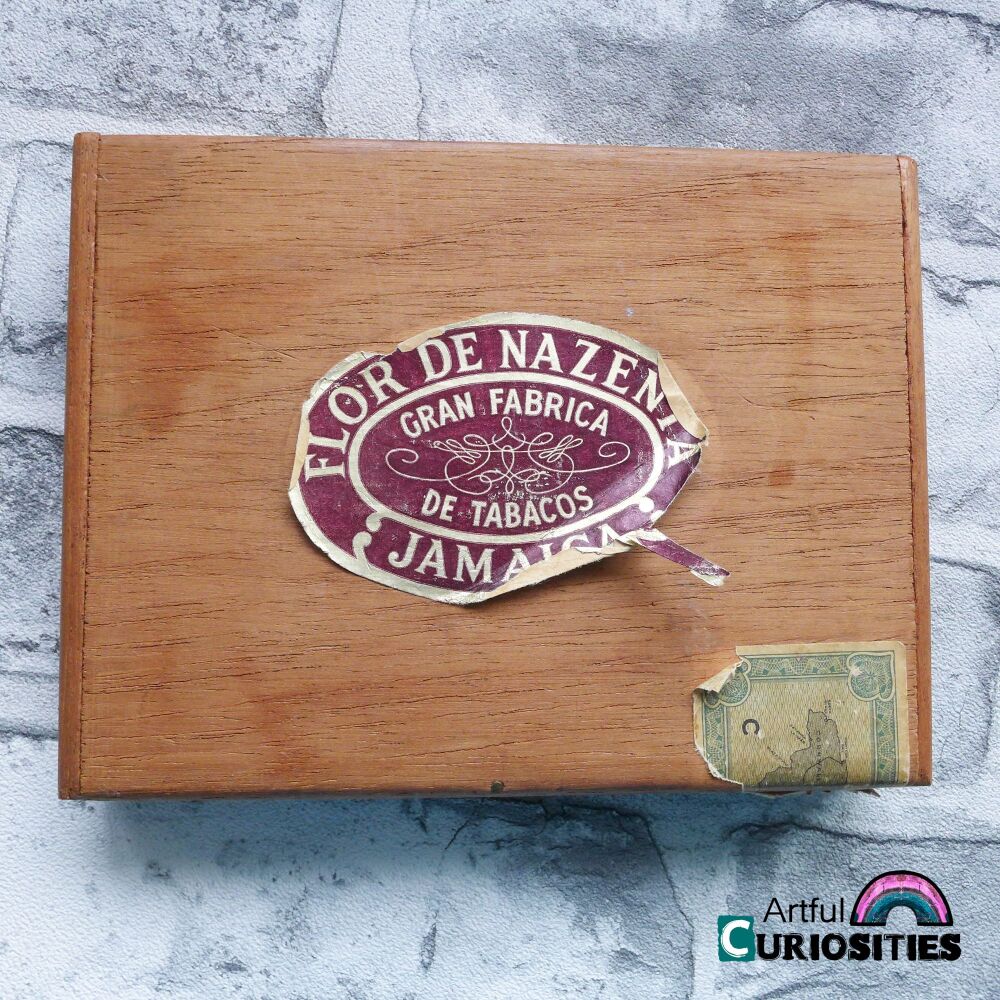 FLOR DE NAZENIA
GRAN FABRICA
DE TABACOS
JAMAICA
C
Artful
CURIOSITIES